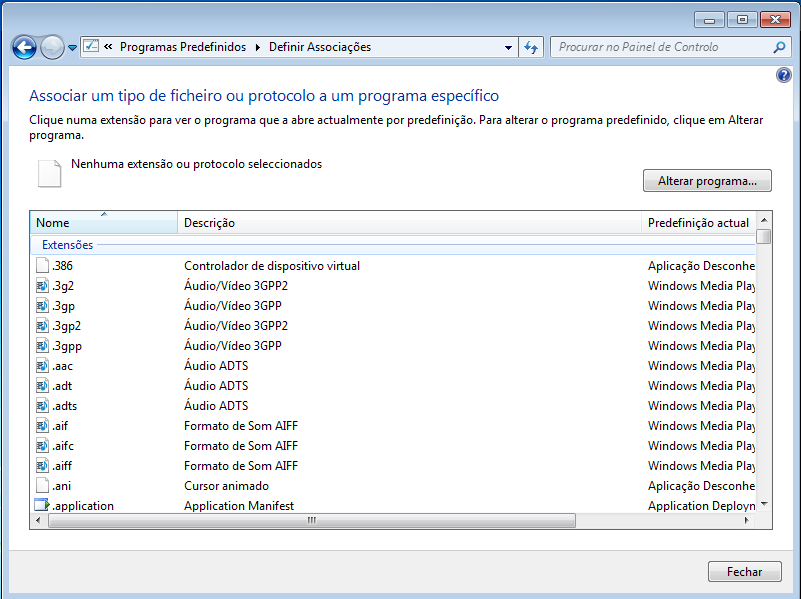 « Programas Predefinidos Definir Associações Procurar no Painel de Controlo
Associar um tipo de ficheiro ou protocolo a um programa específico
Clique numa extensão para ver o programa que a abre actualmente por predefinição. Para alterar o programa predefinido, clique em Alterar
programa.
Nenhuma extensão ou protocolo seleccionados
Alterar programa...
Nome Descrição Predefinição actual
Extensões
.386 Controlador de dispositivo virtual Aplicação Desconhe
.3g2 Áudio/Vídeo 3GPP2 Windows Media Play
.3gp Áudio/Vídeo 3GPP Windows Media Play
.3gp2 Áudio/Vídeo 3GPP2 Windows Media Play
.3gpp Áudio/Vídeo 3GPP Windows Media Play
.aac Áudio ADTS Windows Media Play
.adt Áudio ADTS Windows Media Play
.adts Áudio ADTS Windows Media Play
.aif Formato de Som AIFF Windows Media Play
.aifc Formato de Som AIFF Windows Media Play
.aiff Formato de Som AIFF Windows Media Play
.ani Cursor animado Aplicação Desconhe
.application Application Manifest Application Deployn
Fechar